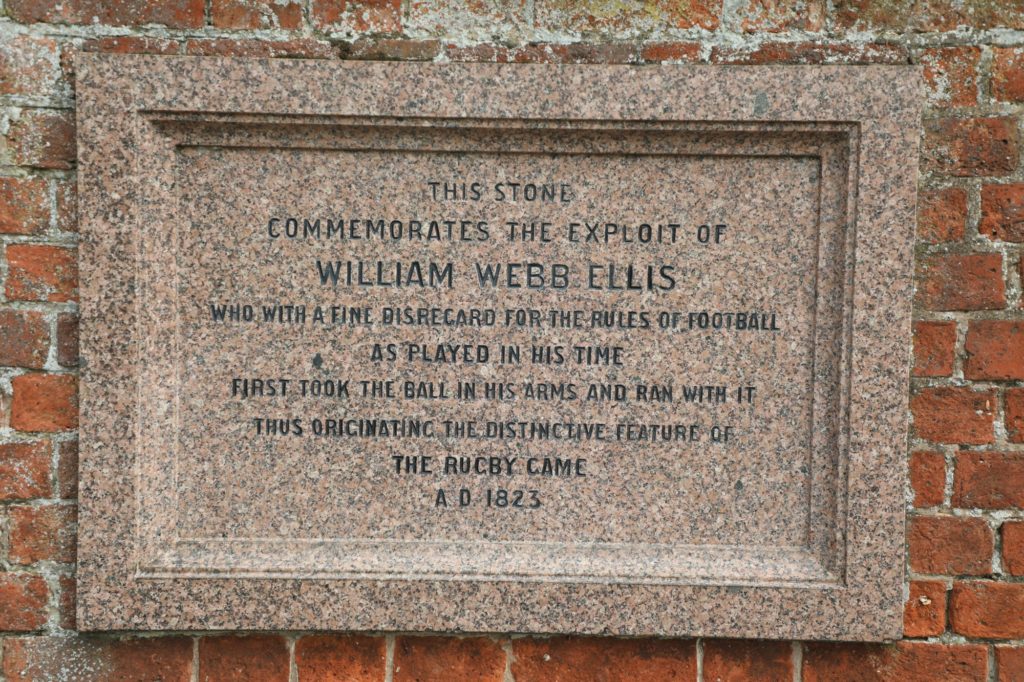 THIS STONE
COMMEMORATES THE EXPLOIT OF
WILLIAM WEBB ELLIS
WHO WITH A FINE DISREGARD FOR THE RULES OF FOOTBALL
AS PLAYED IN HIS TIME
FIRST TOOK THE BALL IN HIS ARMS AND RAN WITH IT
THUS ORIGINATING THE DISTINCTIVE FEATURE OF
THE RUGBY GAME
A.D. 1823